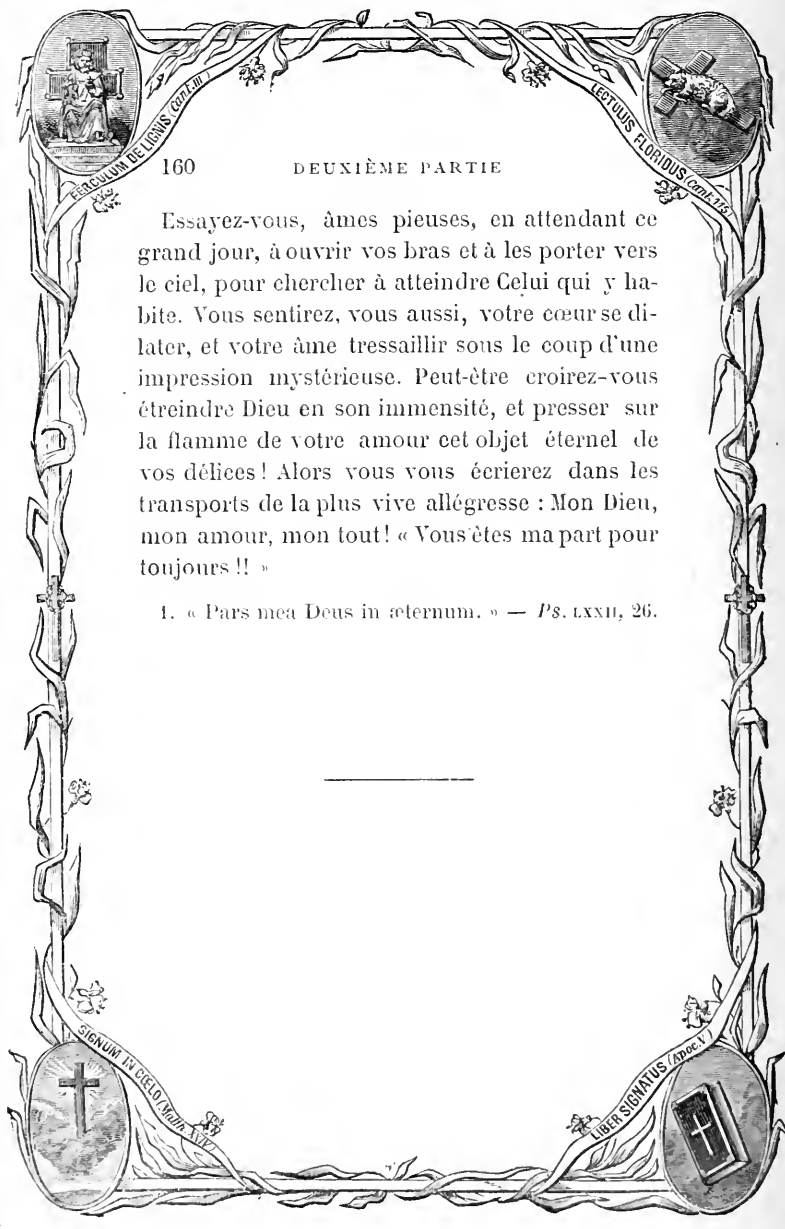 FERCULUM DE LIGNIS (Cant. III)
LECTULUS FLORIDUS (Cant. 1 15)
160 DEUXIÈME PARTIE
Essayez-vous, âmes pieuses, en attendant ce
grand jour, à ouvrir vos bras et à les porter vers
le ciel, pour chercher à atteindre Celui qui y ha-
bite. Vous sentirez, vous aussi, votre cœur se di-
later, et votre âme tressaillir sous le coup d'une
impression mystérieuse. Peut-être croirez-vous
étreindre Dieu en son immensité, et presser sur
la flamme de votre amour cet objet éternel de
vos délices ! Alors vous vous écrierez dans les
transports de la plus vive allégresse : Mon Dieu,
mon amour, mon tout ! « Vous êtes ma part pour
toujours !! »
1. « Pars mea Deus in æternum. » — Ps. LXXII, 26.
SIGNUM IN CŒLO (Matth. XVI)
LIBER SIGNATUS (Apoc. V)